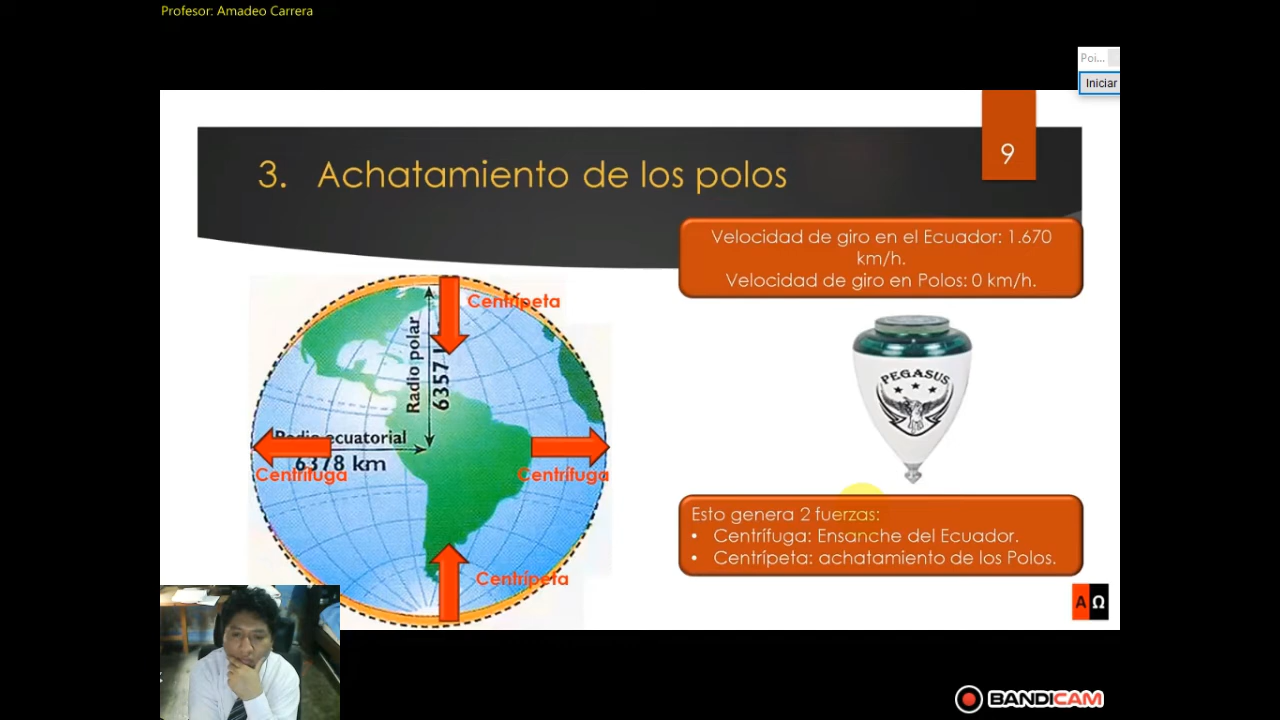 Profesor: Amadeo Carrera
Poi...
Iniciar
9
3. Achatamiento de los polos
Velocidad de giro en el Ecuador: 1.670
km/h.
Velocidad de giro en Polos: 0 km/h.
Centrípeta
Radio polar
6357
Radio ecuatorial
6378 km
Centrífuga
Centrífuga
Centrípeta
PEGASUS
Esto genera 2 fuerzas:
• Centrífuga: Ensanche del Ecuador.
• Centrípeta: achatamiento de los Polos.
AΩ
BANDICAM